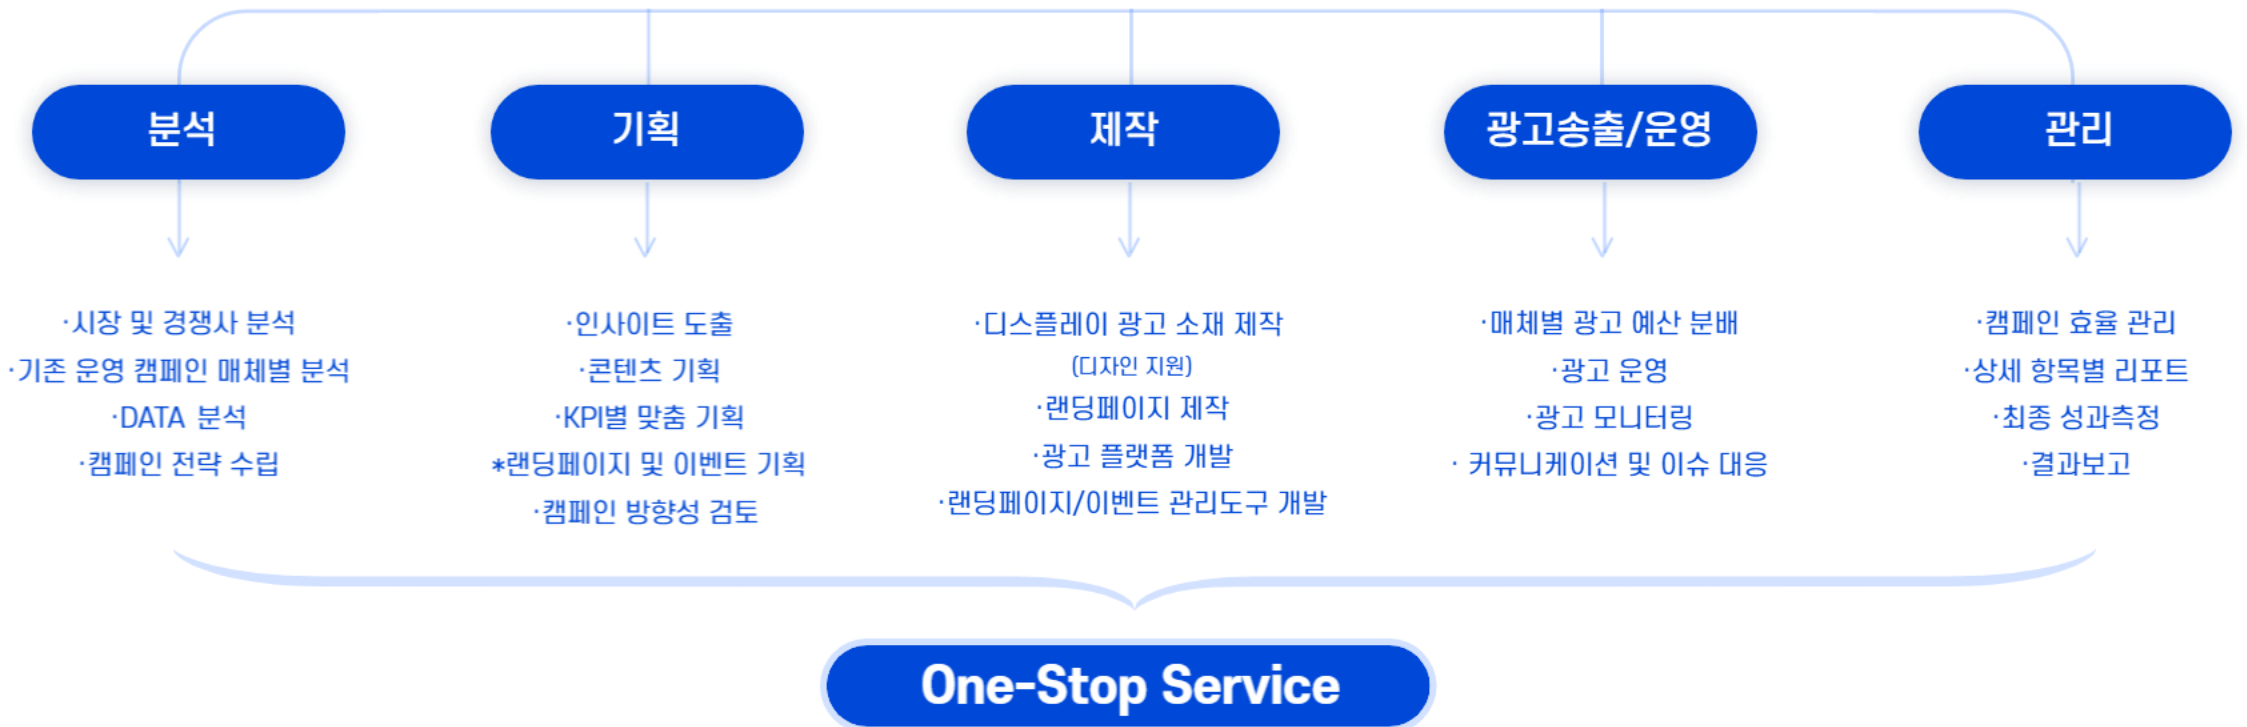 분석
·시장 및 경쟁사 분석
·기존 운영 캠페인 매체별 분석
·DATA 분석
·캠페인 전략 수립
기획
·인사이트 도출
·콘텐츠 기획
·KPI별 맞춤 기획
*랜딩페이지 및 이벤트 기획
·캠페인 방향성 검토
제작
·디스플레이 광고 소재 제작
(디자인 지원)
·랜딩페이지 제작
·광고 플랫폼 개발
·랜딩페이지/이벤트 관리도구 개발
광고송출/운영
·매체별 광고 예산 분배
·광고 운영
·광고 모니터링
· 커뮤니케이션 및 이슈 대응
관리
·캠페인 효율 관리
·상세 항목별 리포트
·최종 성과측정
·결과보고
One-Stop Service